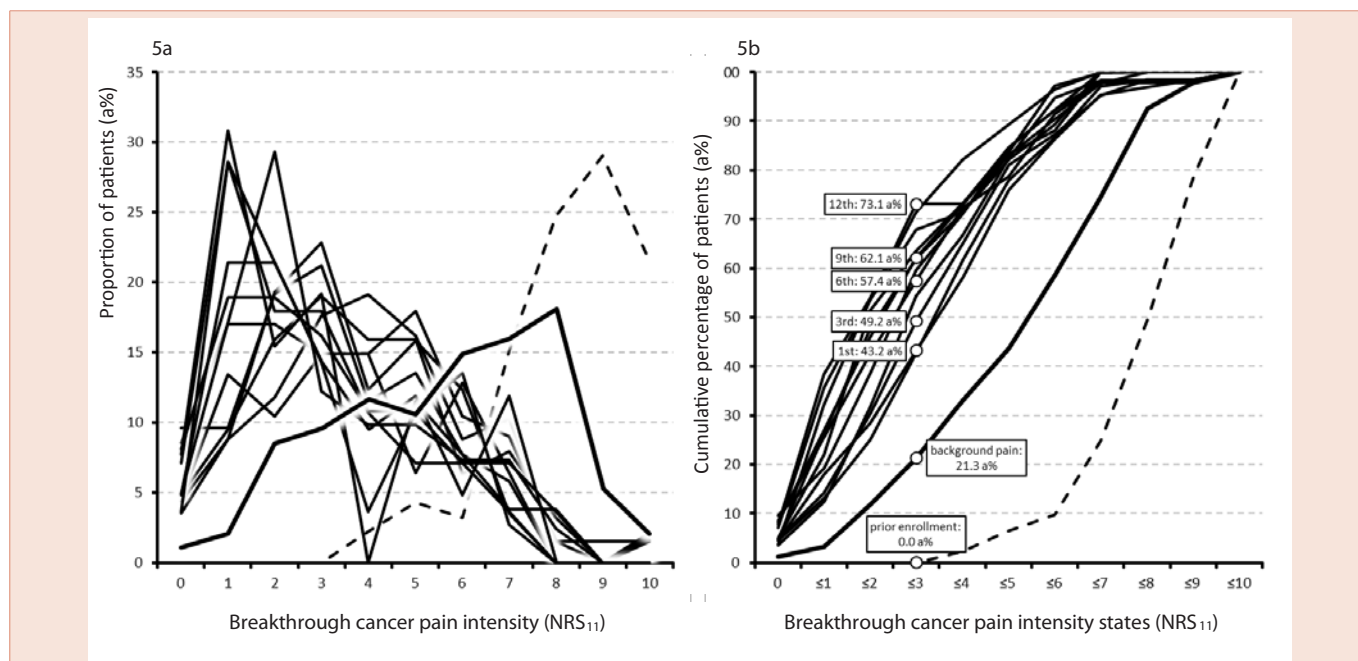 5a
Proportion of patients (a%)
35
30
25
20
15
10
5
0
0 1 2 3 4 5 6 7 8 9 10
Breakthrough cancer pain intensity (NRS11)
5b
Cumulative percentage of patients (a%)
00
90
80
70
60
50
40
30
20
10
0
12th: 73.1 a%
9th: 62.1 a%
6th: 57.4 a%
3rd: 49.2 a%
1st: 43.2 a%
background pain:
21.3 a%
prior enrollment:
0.0 a%
0 ≤1 ≤2 ≤3 ≤4 ≤5 ≤6 ≤7 ≤8 ≤9 ≤10
Breakthrough cancer pain intensity states (NRS11)